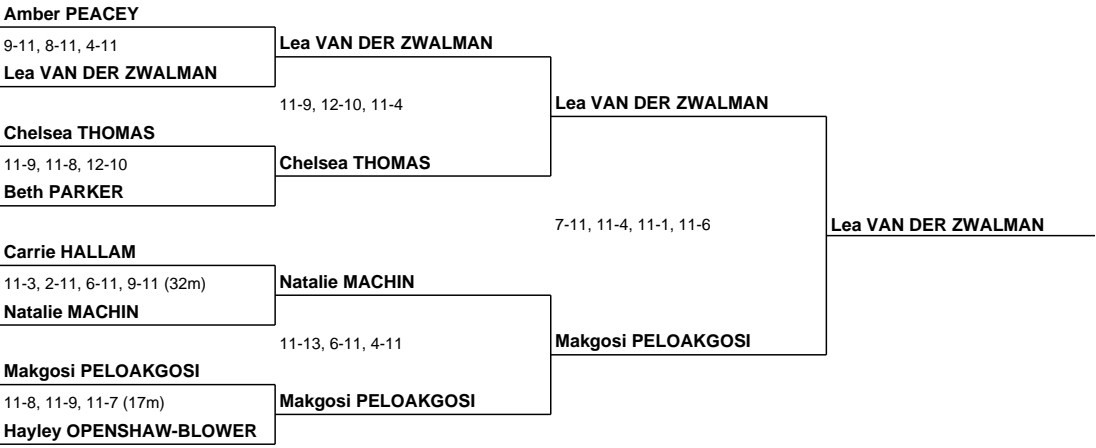 Amber PEACEY
9-11, 8-11, 4-11
Lea VAN DER ZWALMAN
Chelsea THOMAS
11-9, 11-8, 12-10
Beth PARKER
Carrie HALLAM
11-3, 2-11, 6-11, 9-11 (32m)
Natalie MACHIN
Makgosi PELOAKGOSI
11-8, 11-9, 11-7 (17m)
Hayley OPENSHAW-BLOWER
Lea VAN DER ZWALMAN
11-9, 12-10, 11-4
Chelsea THOMAS
Natalie MACHIN
11-13, 6-11, 4-11
Makgosi PELOAKGOSI
Lea VAN DER ZWALMAN
7-11, 11-4, 11-1, 11-6
Makgosi PELOAKGOSI
Lea VAN DER ZWALMAN